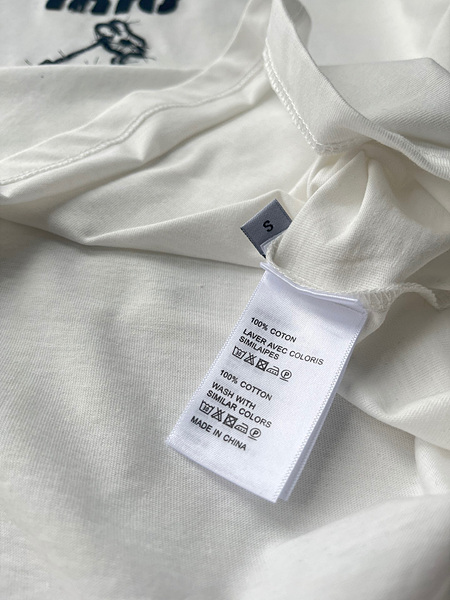 S
100% COTON
LAVER AVEC COLORIS
SIMILAIPES
100% COTTON
WASH WITH
SIMILAR COLORS
MADE IN CHINA